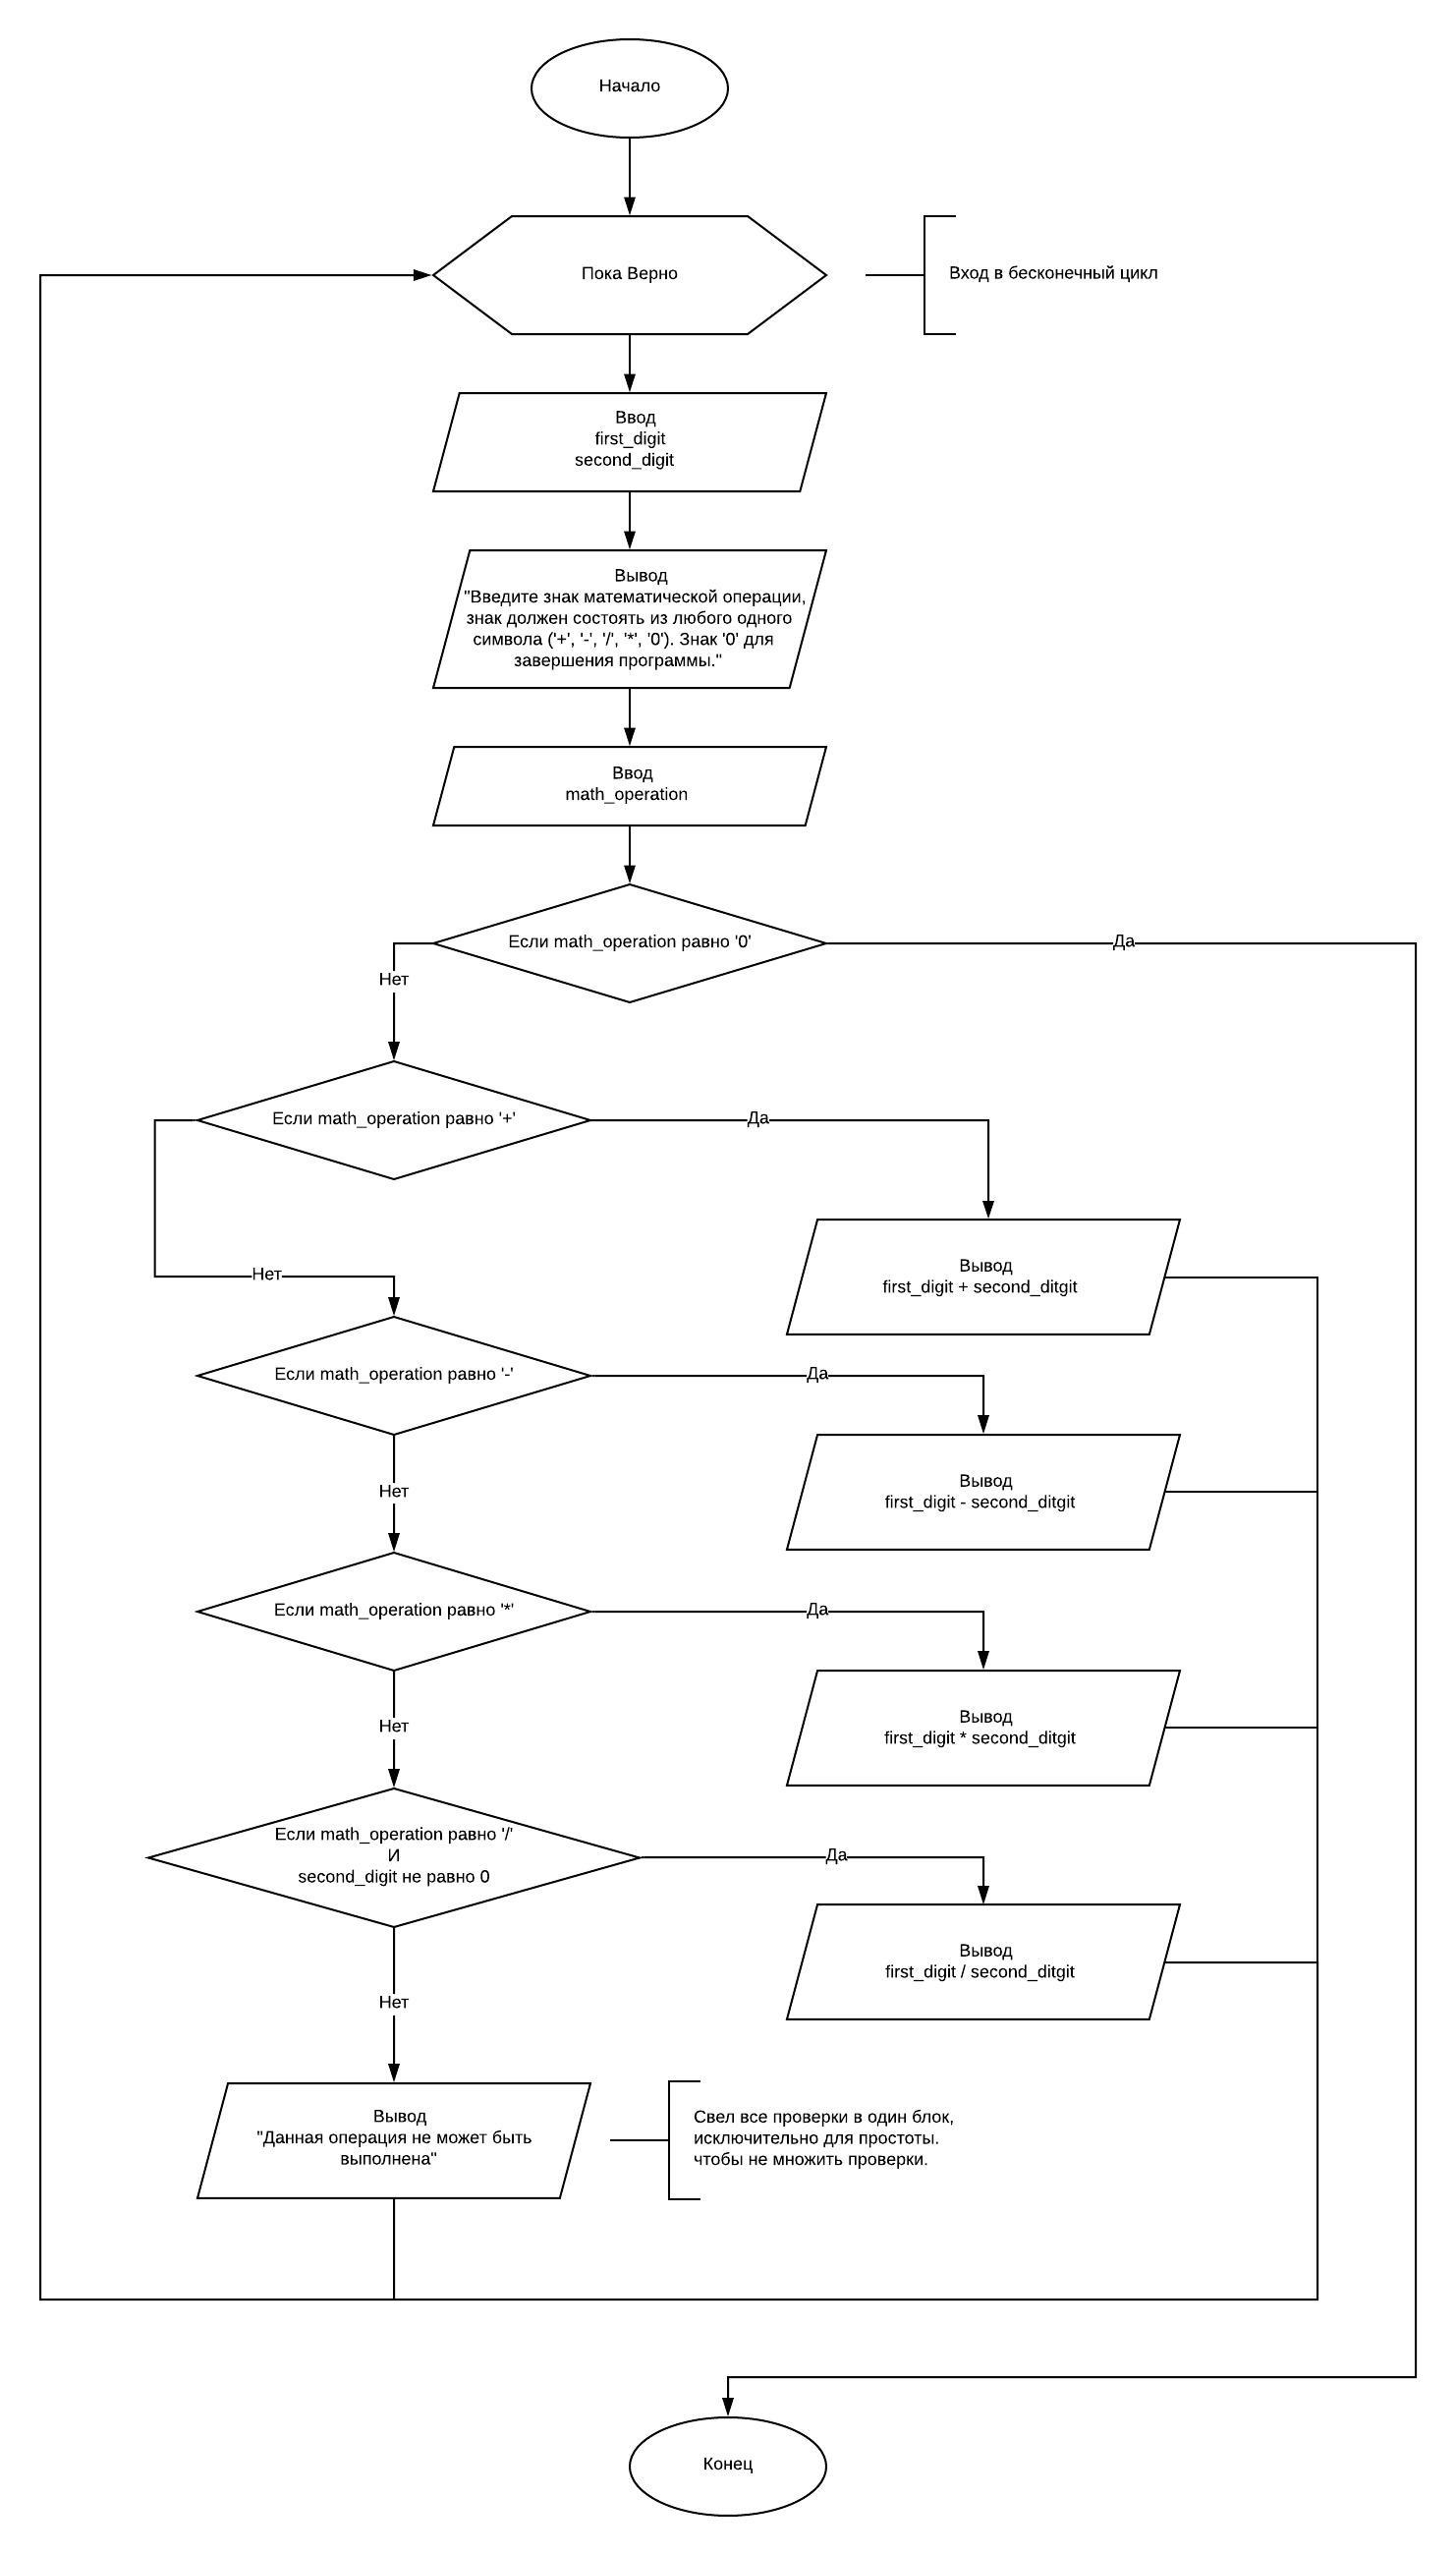 Начало
Пока Верно
Вход в бесконечный цикл
Ввод
first_digit
second_digit
Вывод
"Введите знак математической операции,
знак должен состоять из любого одного
символа ('+', '-', '/', '*', '0'). Знак '0' для
завершения программы."
Ввод
math_operation
Если math_operation равно '0'
Да
Нет
Если math_operation равно '+'
Да
Вывод
first_digit + second_ditgit
Нет
Если math_operation равно '-'
Да
Вывод
first_digit - second_ditgit
Нет
Если math_operation равно '*'
Да
Вывод
first_digit * second_ditgit
Нет
Если math_operation равно '/'
И
second_digit не равно 0
Да
Вывод
first_digit / second_ditgit
Нет
Вывод
"Данная операция не может быть
выполнена"
Свел все проверки в один блок,
исключительно для простоты.
чтобы не множить проверки.
Конец